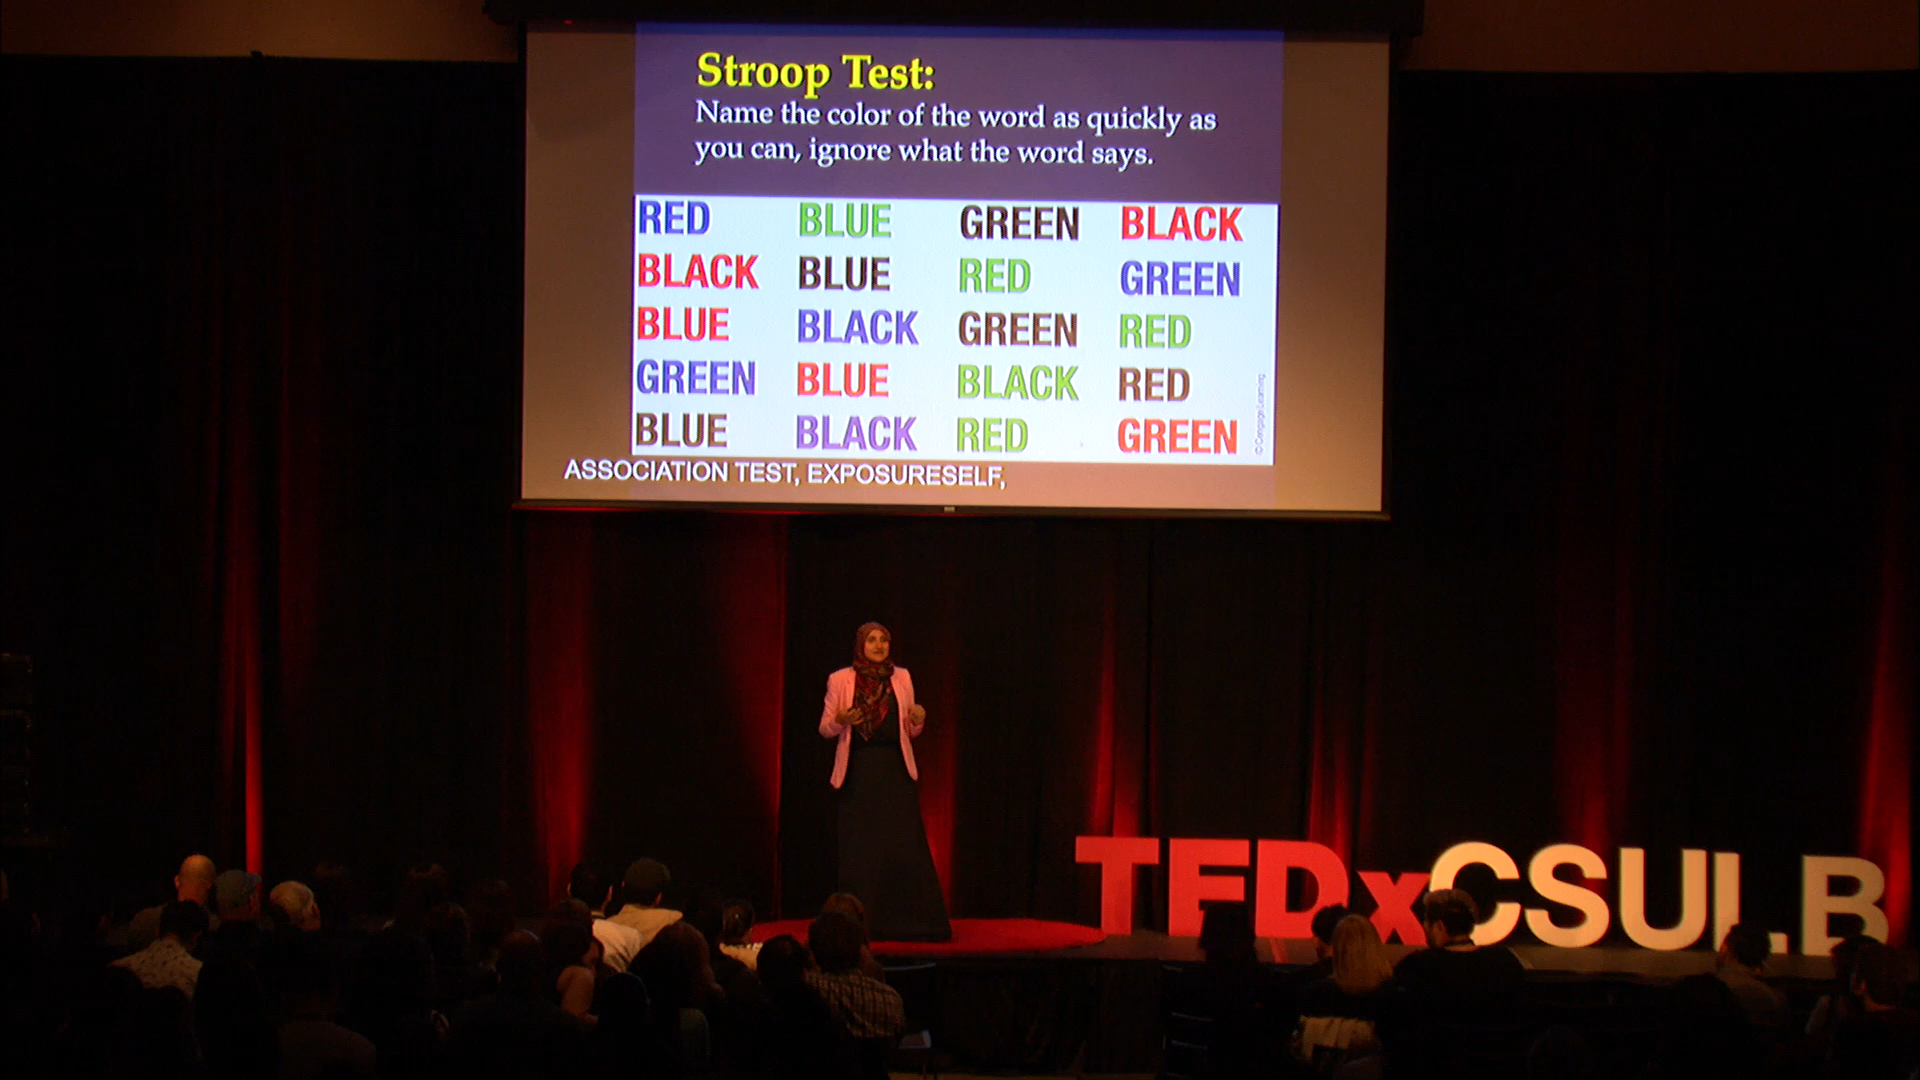 Stroop Test:
Name the color of the word as quickly as
you can, ignore what the word says.
RED BLUE GREEN BLACK
BLACK BLUE RED GREEN
BLUE BLACK GREEN RED
GREEN BLUE BLACK RED
BLUE BLACK RED GREEN
© Cengage Learning
ASSOCIATION TEST, EXPOSURESELF,
TEDxCSULB